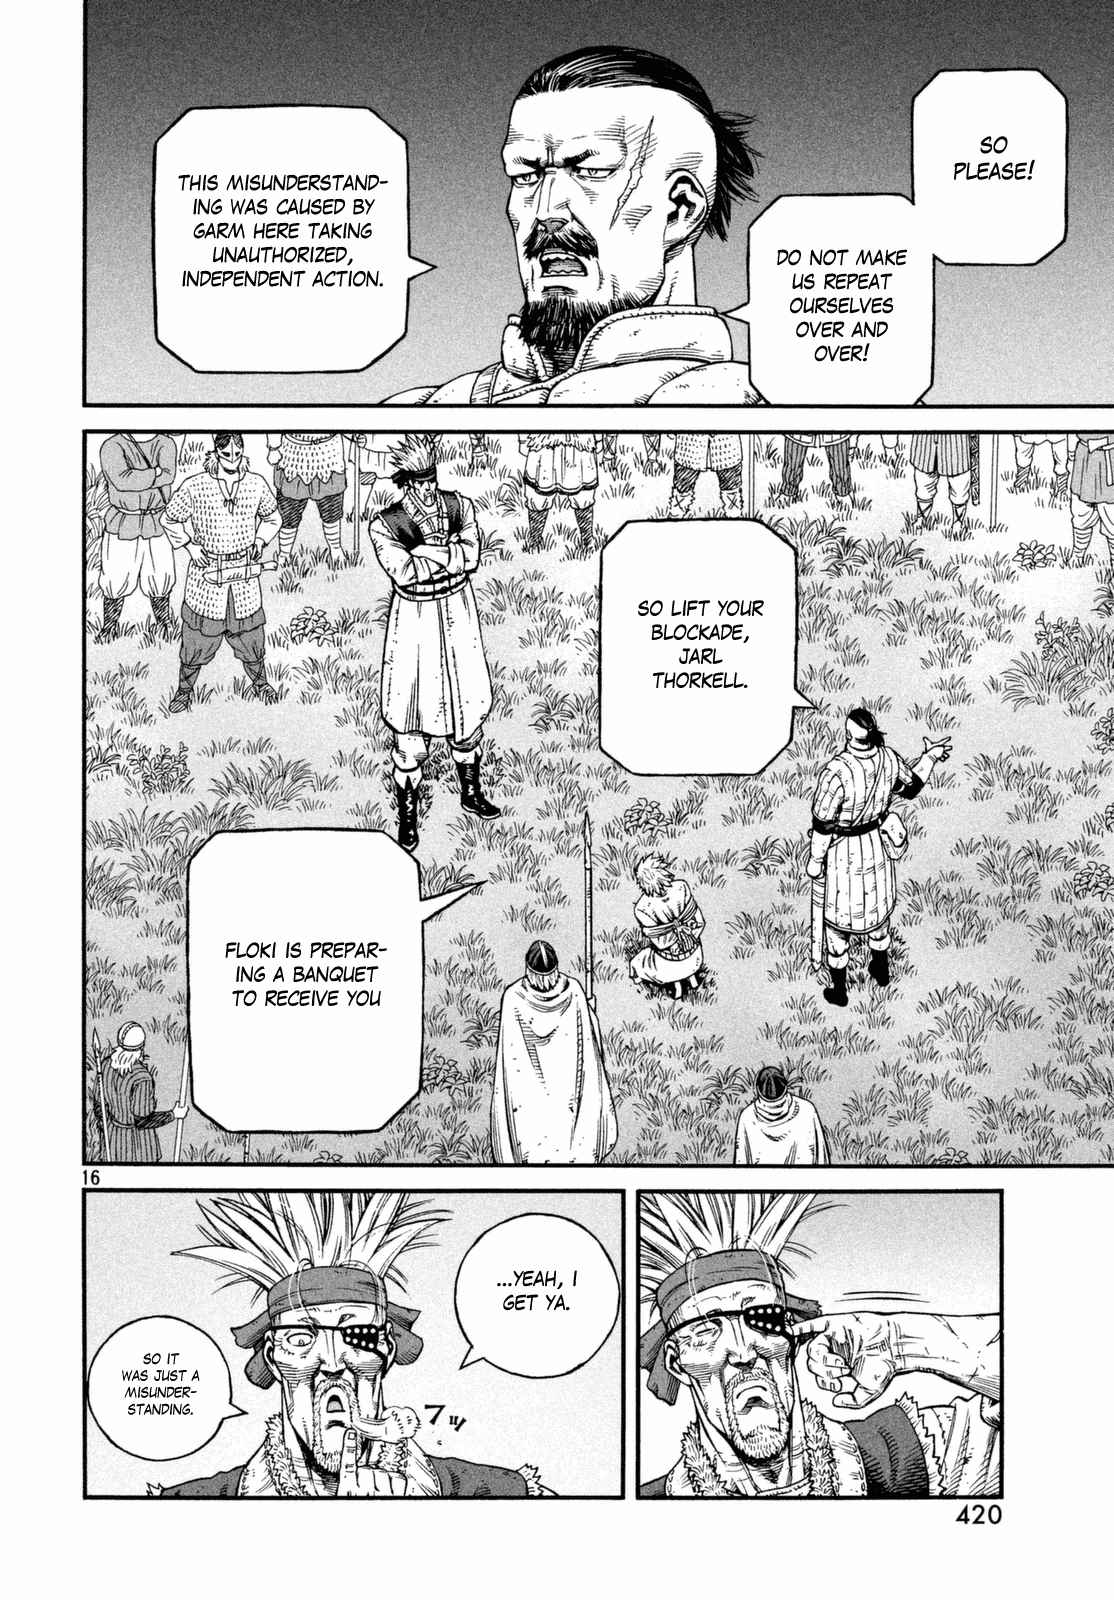 SO
PLEASE!
DO NOT MAKE
US REPEAT
OURSELVES
OVER AND
OVER!
THIS MISUNDERSTAND-
ING WAS CAUSED BY
GARM HERE TAKING
UNAUTHORIZED,
INDEPENDENT ACTION.
SO LIFT YOUR
BLOCKADE,
JARL
THORKELL.
FLOKI IS PREPAR-
ING A BANQUET
TO RECEIVE YOU
16
...YEAH, I
GET YA.
SO IT
WAS JUST A
MISUNDER-
STANDING.
フッ
420